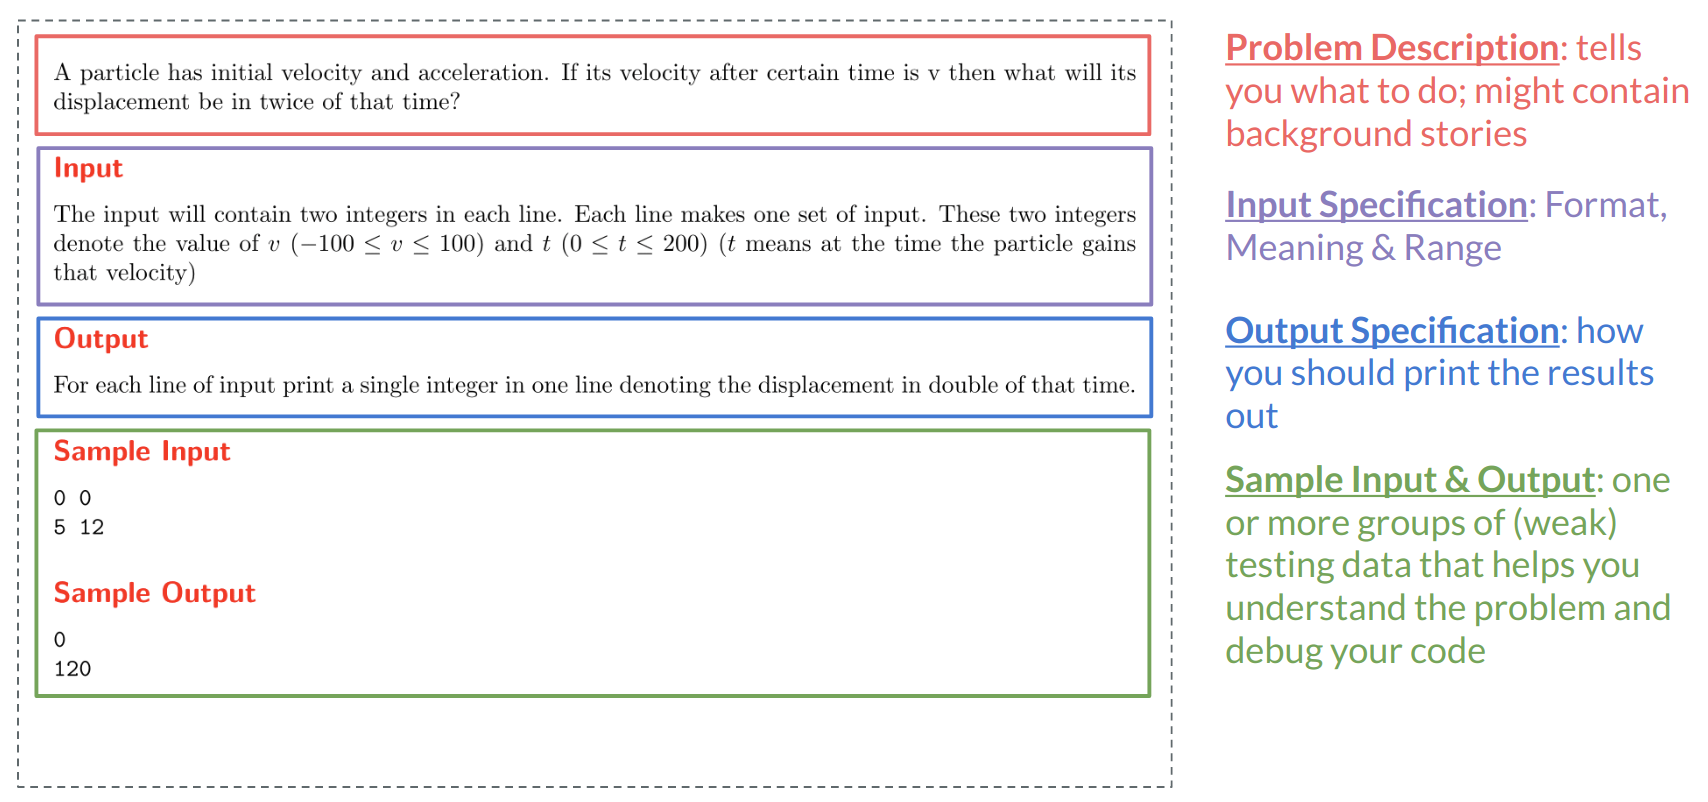 A particle has initial velocity and acceleration. If its velocity after certain time is v then what will its
displacement be in twice of that time?
Input
The input will contain two integers in each line. Each line makes one set of input. These two integers
denote the value of v (−100 ≤ v ≤ 100) and t (0 ≤ t ≤ 200) (t means at the time the particle gains
that velocity)
Output
For each line of input print a single integer in one line denoting the displacement in double of that time.
Sample Input
0 0
5 12
Sample Output
0
120
Problem Description: tells
you what to do; might contain
background stories
Input Specification: Format,
Meaning & Range
Output Specification: how
you should print the results
out
Sample Input & Output: one
or more groups of (weak)
testing data that helps you
understand the problem and
debug your code